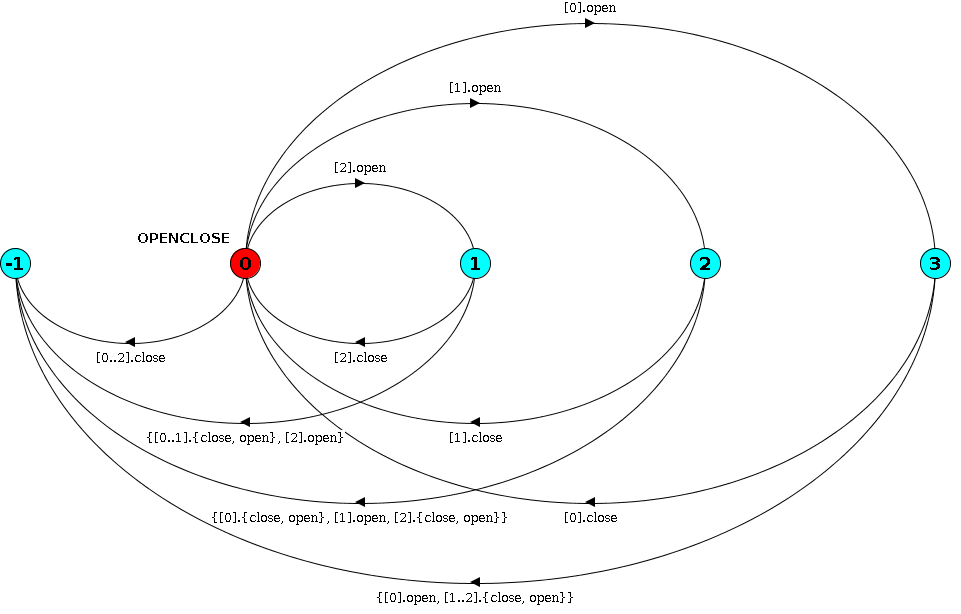 [0].open
[1].open
[2].open
OPENCLOSE
-1 0 1 2 3
[0..2].close [2].close
{[0..1].{close, open}, [2].open} [1].close
{[0].{close, open}, [1].open, [2].{close, open}} [0].close
{[0].open, [1..2].{close, open}}